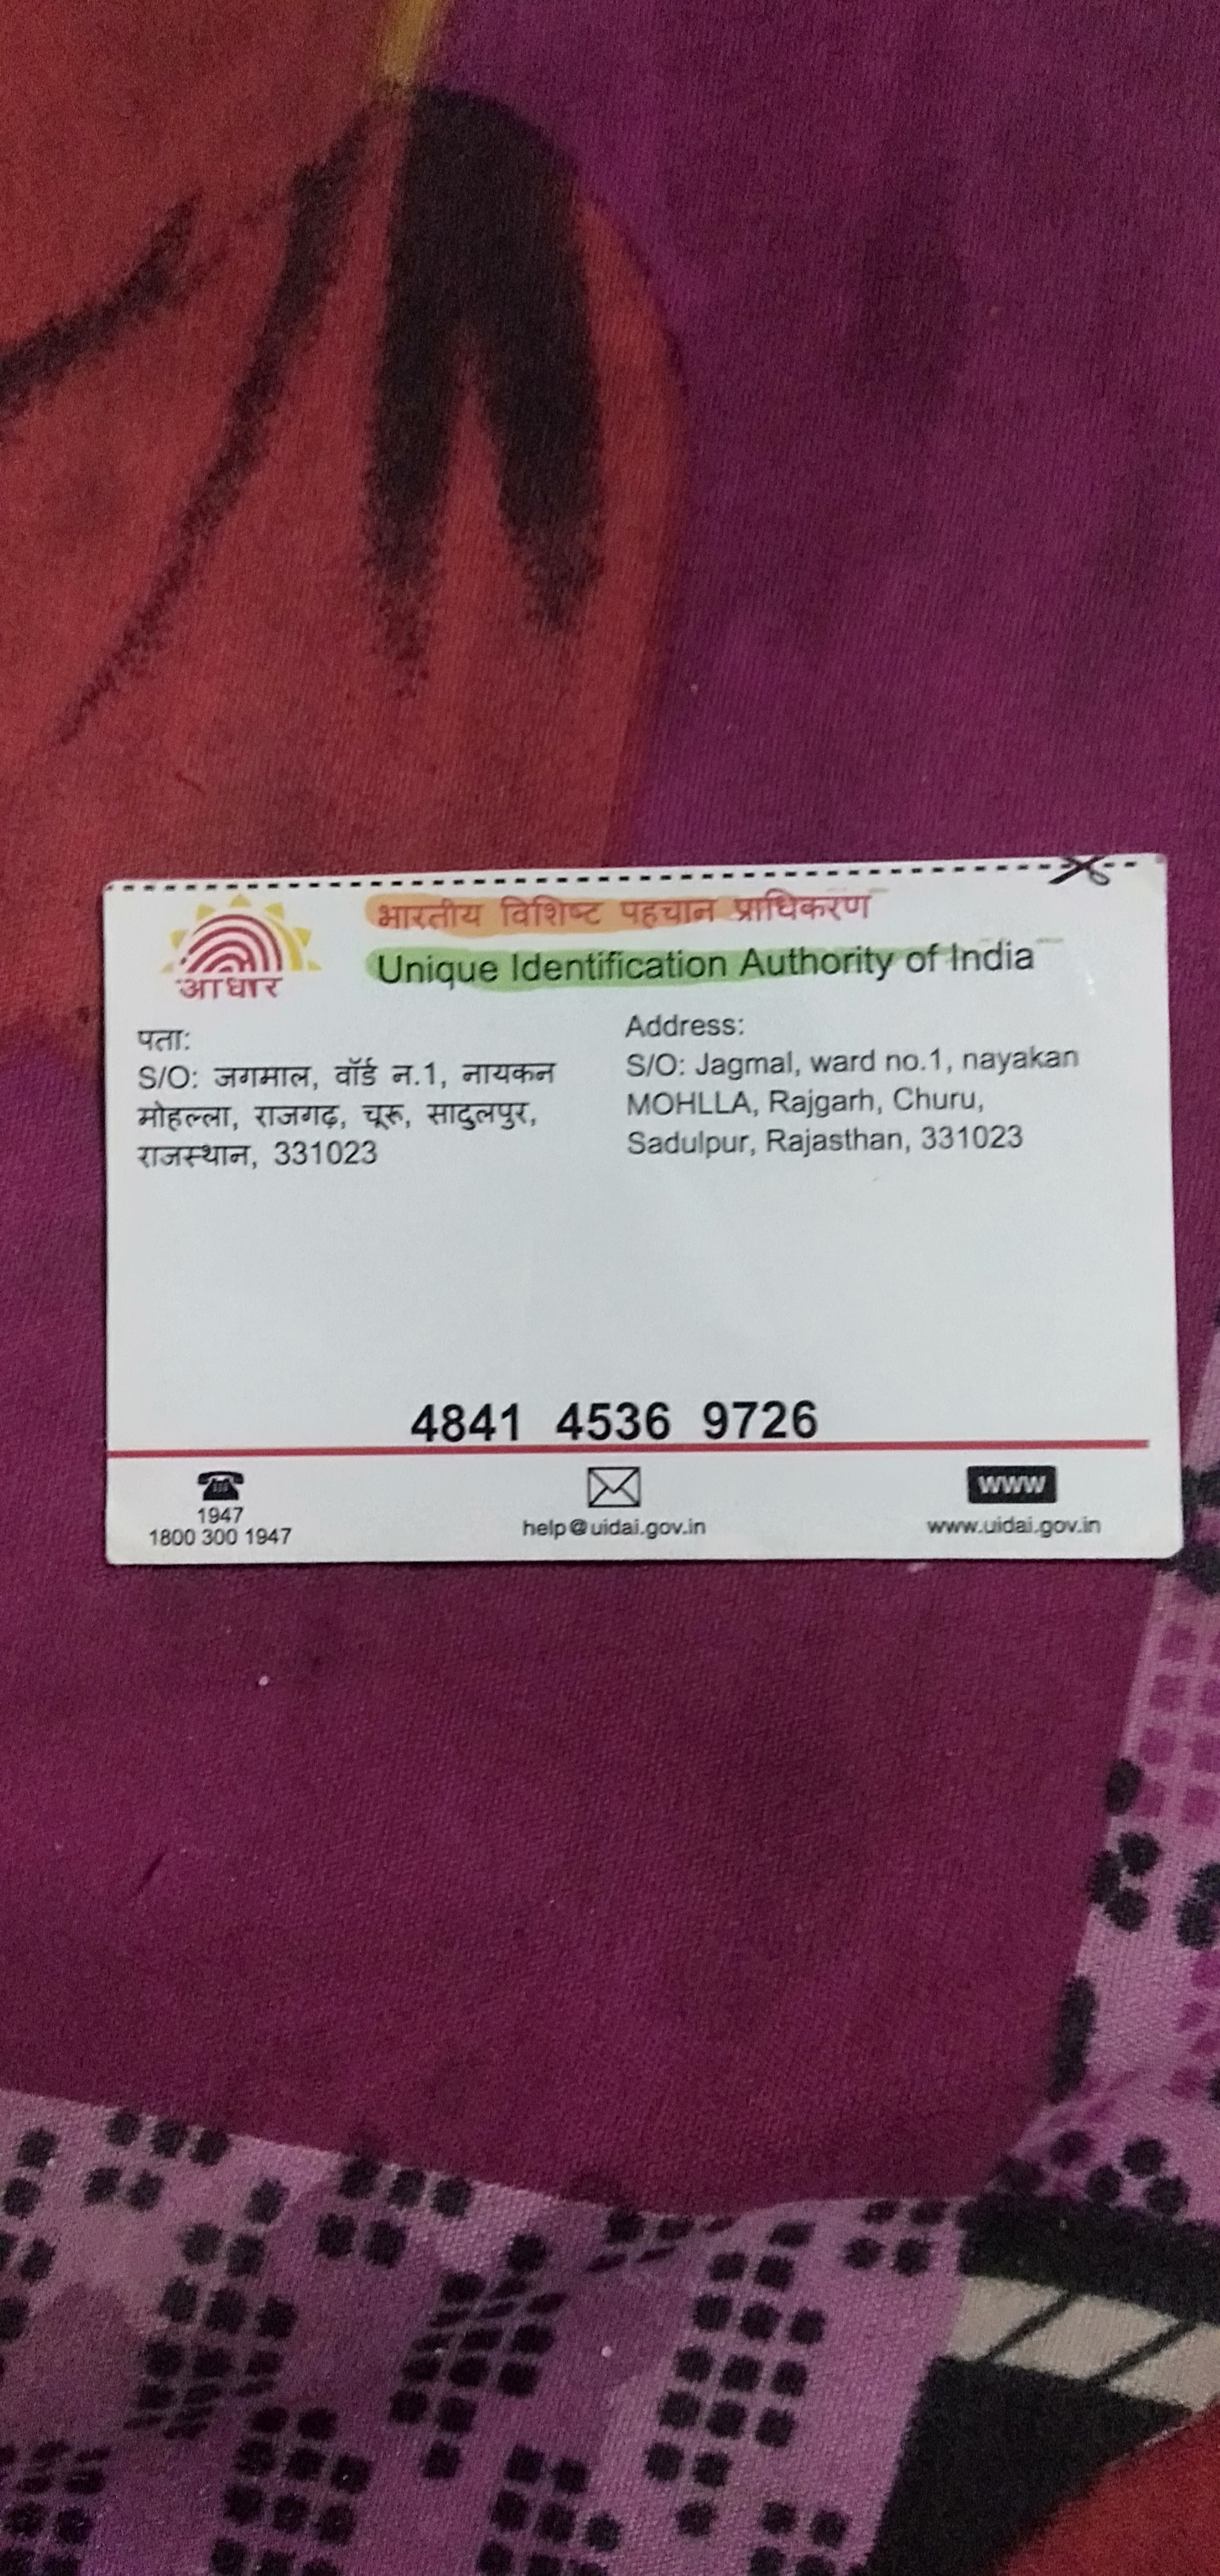 भारतीय विशिष्ट पहचान प्राधिकरण
Unique Identification Authority of India
आधार
पता:
S/O: जगमाल, वॉर्ड न.1, नायकन
मोहल्ला, राजगढ़, चूरू, सादुलपुर,
राजस्थान, 331023
Address:
S/O: Jagmal, ward no.1, nayakan
MOHLLA, Rajgarh, Churu,
Sadulpur, Rajasthan, 331023
4841 4536 9726
1947
1800 300 1947
help@uidai.gov.in
www
www.uidai.gov.in